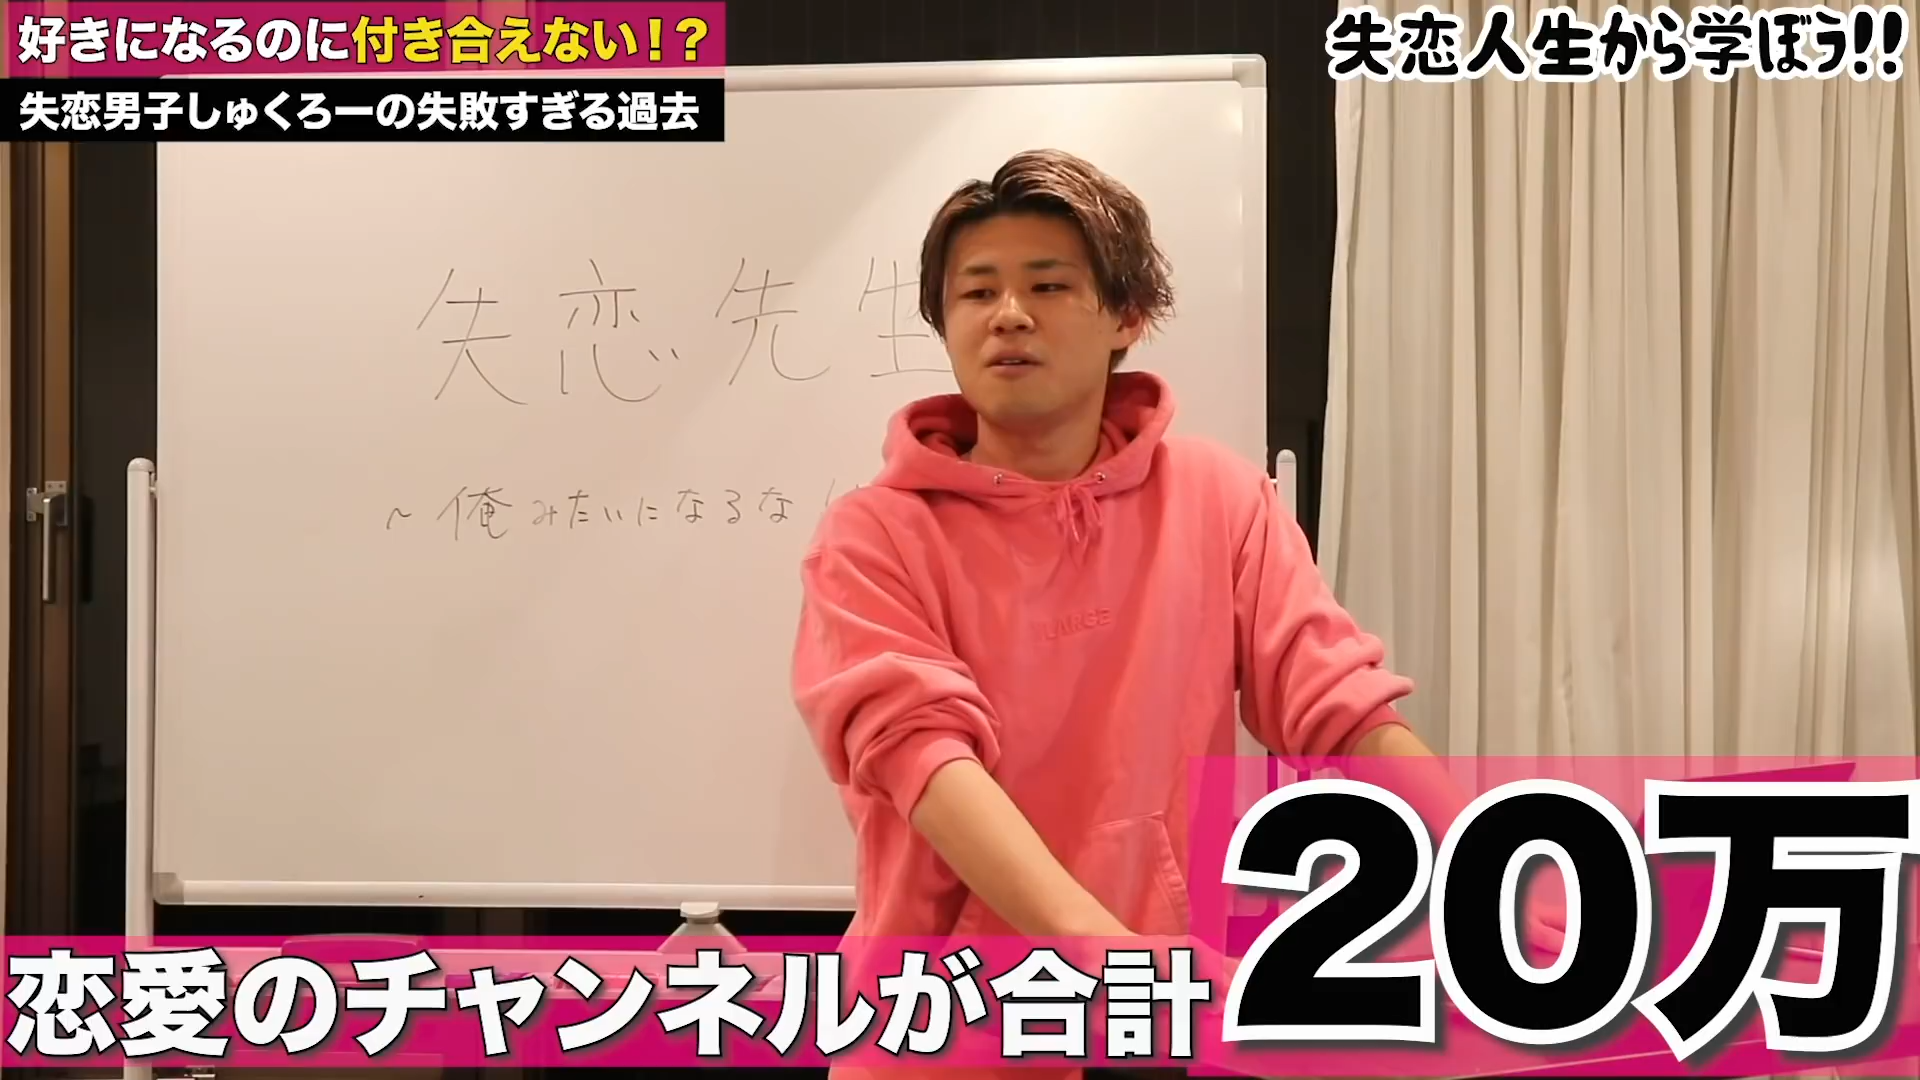 好きになるのに付き合えない!?
失恋男子しゅくろーの失敗すぎる過去
失恋人生から学ぼう!!
失恋先生
~俺みたいになるな
XLARGE
恋愛のチャンネルが合計20万